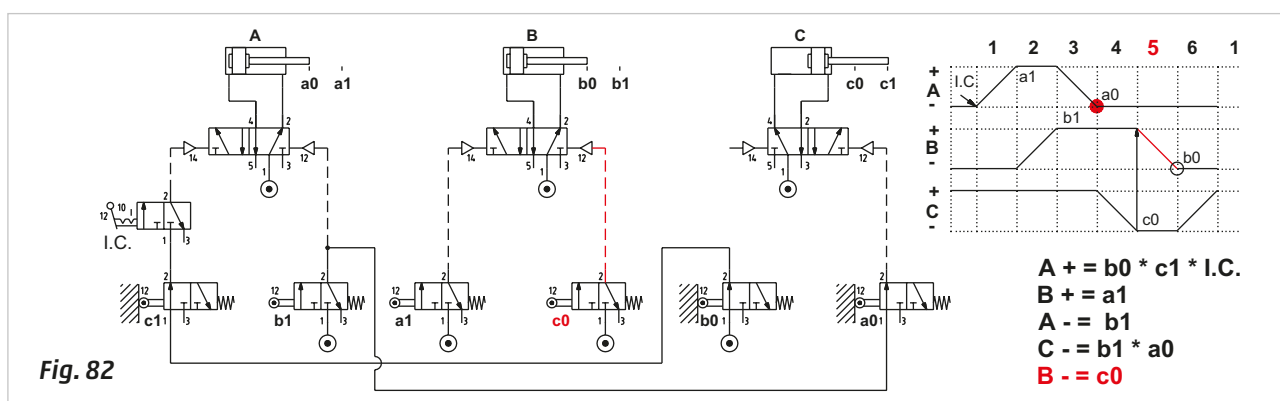 A B C
a0 a1 b0 b1 c0 c1
4 2 4 2 4 2
14 12 14 12 14 12
5 1 3 5 1 3 5 1 3
12 10 2
I.C. 1 3
12 2 12 2 12 2 12 2 12 2 12 2
c1 1 3 b1 1 3 a1 1 3 c0 1 3 b0 1 3 a0 1 3
Fig. 82
1 2 3 4 5 6 1
+ A - I.C a1 a0
+ B - b1 b0
+ C - c0
A + = b0 * c1 * I.C.
B + = a1
A - = b1
C - = b1 * a0
B - = c0